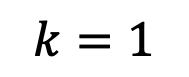 k = 1